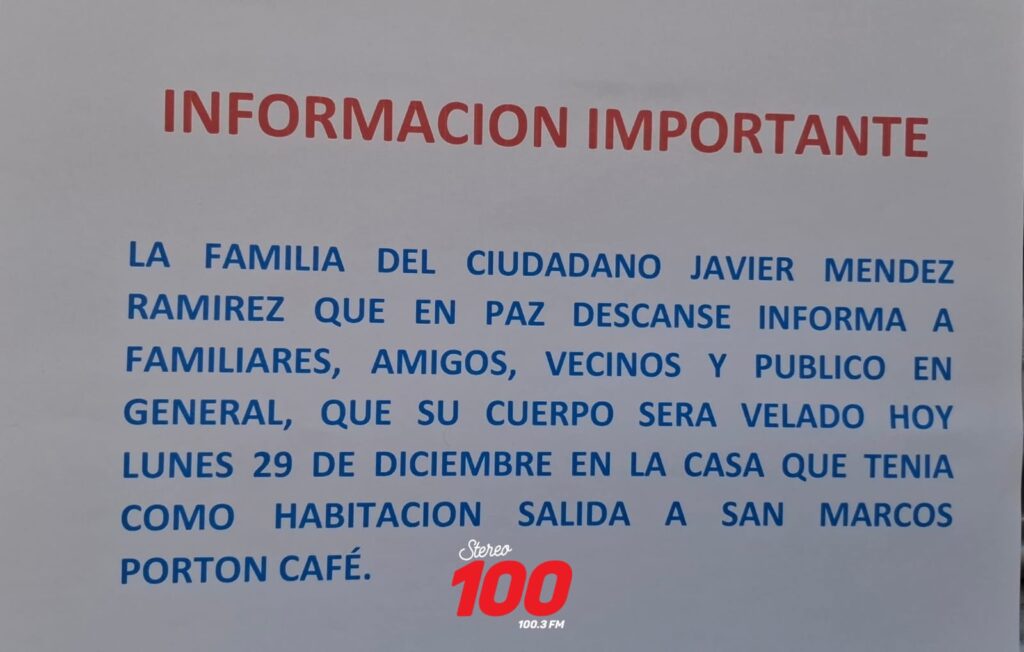 INFORMACION IMPORTANTE
LA FAMILIA DEL CIUDADANO JAVIER MENDEZ
RAMIREZ QUE EN PAZ DESCANSE INFORMA A
FAMILIARES, AMIGOS, VECINOS Y PUBLICO EN
GENERAL, QUE SU CUERPO SERA VELADO HOY
LUNES 29 DE DICIEMBRE EN LA CASA QUE TENIA
COMO HABITACION SALIDA A SAN MARCOS
PORTON CAFÉ.
Stereo
100
100.3 FM